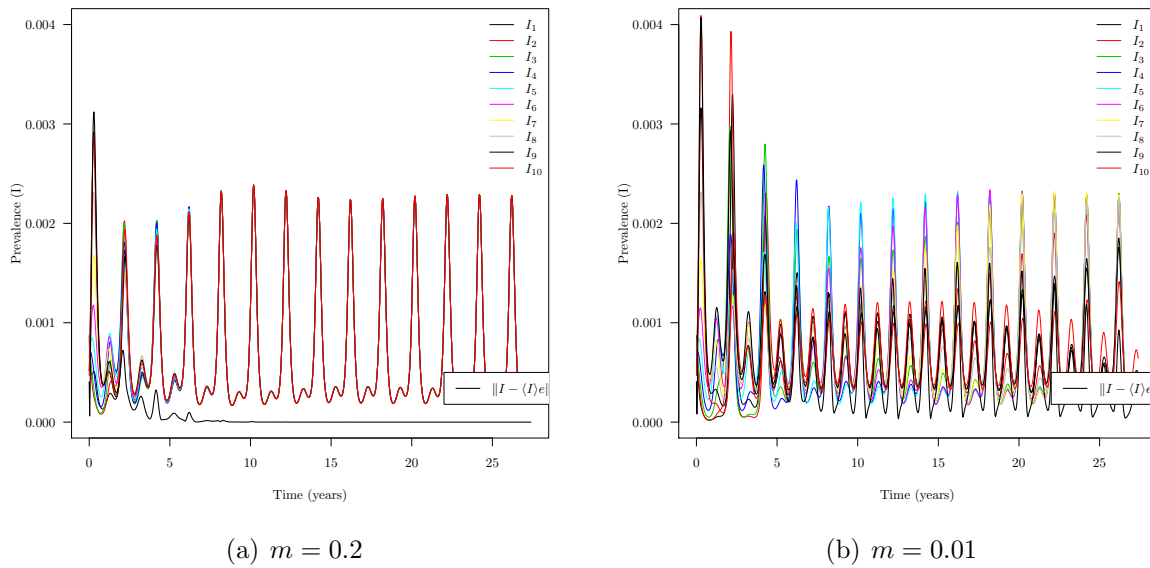 0.004
0.003
0.002
0.001
0.000
Prevalence (I)
0
5
10
15
20
25
Time (years)
I₁
I₂
I₃
I₄
I₅
I₆
I₇
I₈
I₉
I₁₀
‖I − ⟨I⟩e|
(a) m = 0.2
0.004
0.003
0.002
0.001
0.000
Prevalence (I)
0
5
10
15
20
25
Time (years)
I₁
I₂
I₃
I₄
I₅
I₆
I₇
I₈
I₉
I₁₀
‖I − ⟨I⟩e|
(b) m = 0.01